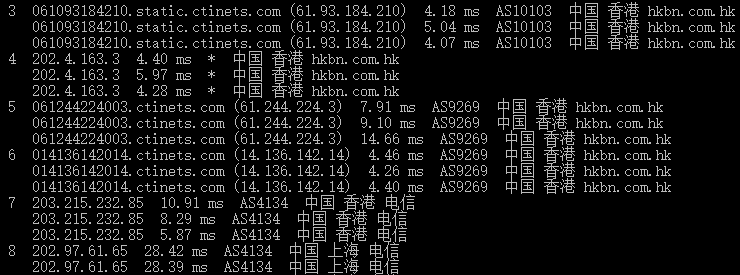 3 061093184210.static.ctinets.com (61.93.184.210) 4.18 ms AS10103 中国 香港 hkbn.com.hk
061093184210.static.ctinets.com (61.93.184.210) 5.04 ms AS10103 中国 香港 hkbn.com.hk
061093184210.static.ctinets.com (61.93.184.210) 4.07 ms AS10103 中国 香港 hkbn.com.hk
4 202.4.163.3 4.40 ms * 中国 香港 hkbn.com.hk
202.4.163.3 5.97 ms * 中国 香港 hkbn.com.hk
202.4.163.3 4.28 ms * 中国 香港 hkbn.com.hk
5 061244224003.ctinets.com (61.244.224.3) 7.91 ms AS9269 中国 香港 hkbn.com.hk
061244224003.ctinets.com (61.244.224.3) 9.10 ms AS9269 中国 香港 hkbn.com.hk
061244224003.ctinets.com (61.244.224.3) 14.66 ms AS9269 中国 香港 hkbn.com.hk
6 014136142014.ctinets.com (14.136.142.14) 4.46 ms AS9269 中国 香港 hkbn.com.hk
014136142014.ctinets.com (14.136.142.14) 4.26 ms AS9269 中国 香港 hkbn.com.hk
014136142014.ctinets.com (14.136.142.14) 4.40 ms AS9269 中国 香港 hkbn.com.hk
7 203.215.232.85 10.91 ms AS4134 中国 香港 电信
203.215.232.85 8.29 ms AS4134 中国 香港 电信
203.215.232.85 5.87 ms AS4134 中国 香港 电信
8 202.97.61.65 28.42 ms AS4134 中国 上海 电信
202.97.61.65 28.39 ms AS4134 中国 上海 电信